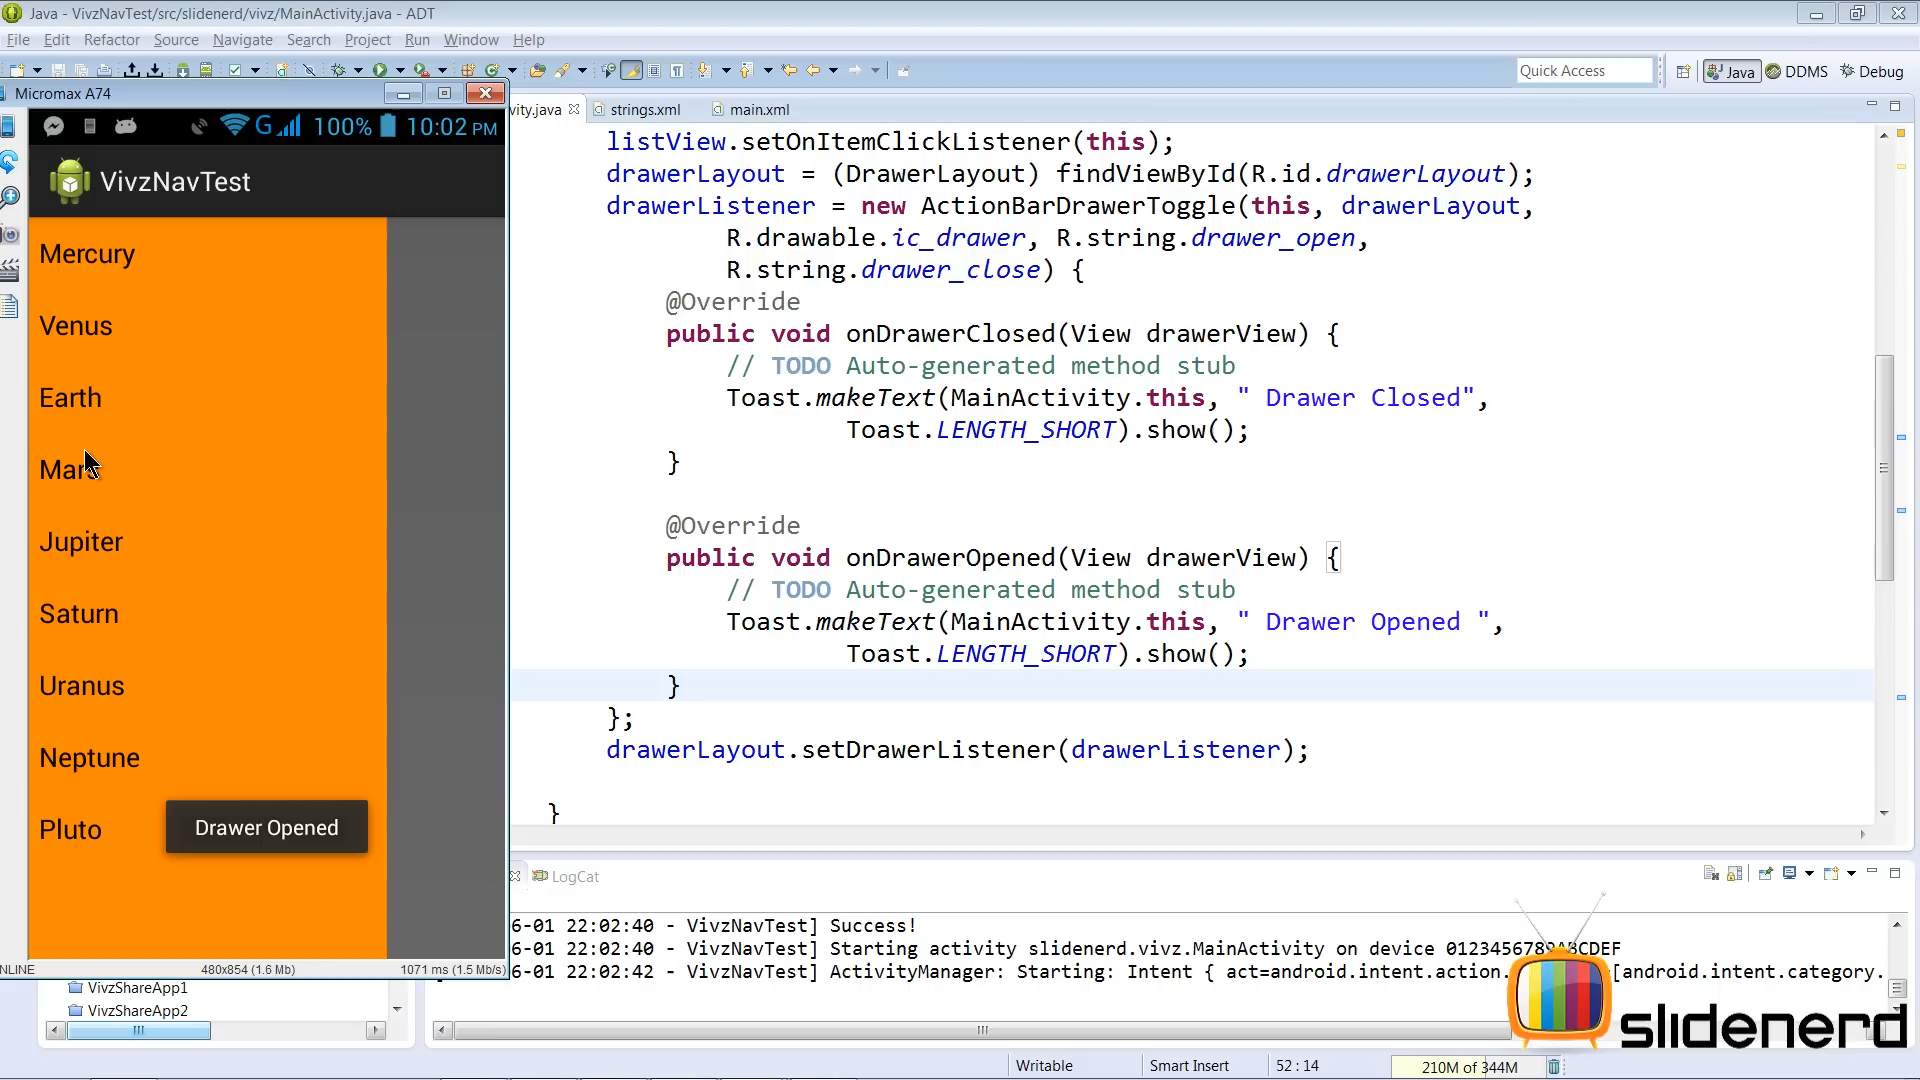 Java - VivzNavTest/src/slidenerd/vivz/MainActivity.java - ADT
File Edit Refactor Source Navigate Search Project Run Window Help
Quick Access
Java DDMS Debug
Micromax A74
vity.java strings.xml main.xml
G 100% 10:02 PM
VivzNavTest
Mercury
Venus
Earth
Mars
Jupiter
Saturn
Uranus
Neptune
Pluto
Drawer Opened
NLINE 480x854 (1.6 Mb) 1071 ms (1.5 Mb/s)
listView.setOnItemClickListener(this);
drawerLayout = (DrawerLayout) findViewById(R.id.drawerLayout);
drawerListener = new ActionBarDrawerToggle(this, drawerLayout,
R.drawable.ic_drawer, R.string.drawer_open,
R.string.drawer_close) {
@Override
public void onDrawerClosed(View drawerView) {
// TODO Auto-generated method stub
Toast.makeText(MainActivity.this, " Drawer Closed",
Toast.LENGTH_SHORT).show();
}
@Override
public void onDrawerOpened(View drawerView) {
// TODO Auto-generated method stub
Toast.makeText(MainActivity.this, " Drawer Opened ",
Toast.LENGTH_SHORT).show();
}
};
drawerLayout.setDrawerListener(drawerListener);
}
LogCat
6-01 22:02:40 - VivzNavTest] Success!
6-01 22:02:40 - VivzNavTest] Starting activity slidenerd.vivz.MainActivity on device 0123456789ABCDEF
6-01 22:02:42 - VivzNavTest] ActivityManager: Starting: Intent { act=android.intent.action. [android.intent.category.
VivzShareApp1
VivzShareApp2
slidenerd
Writable Smart Insert 52 : 14 210M of 344M